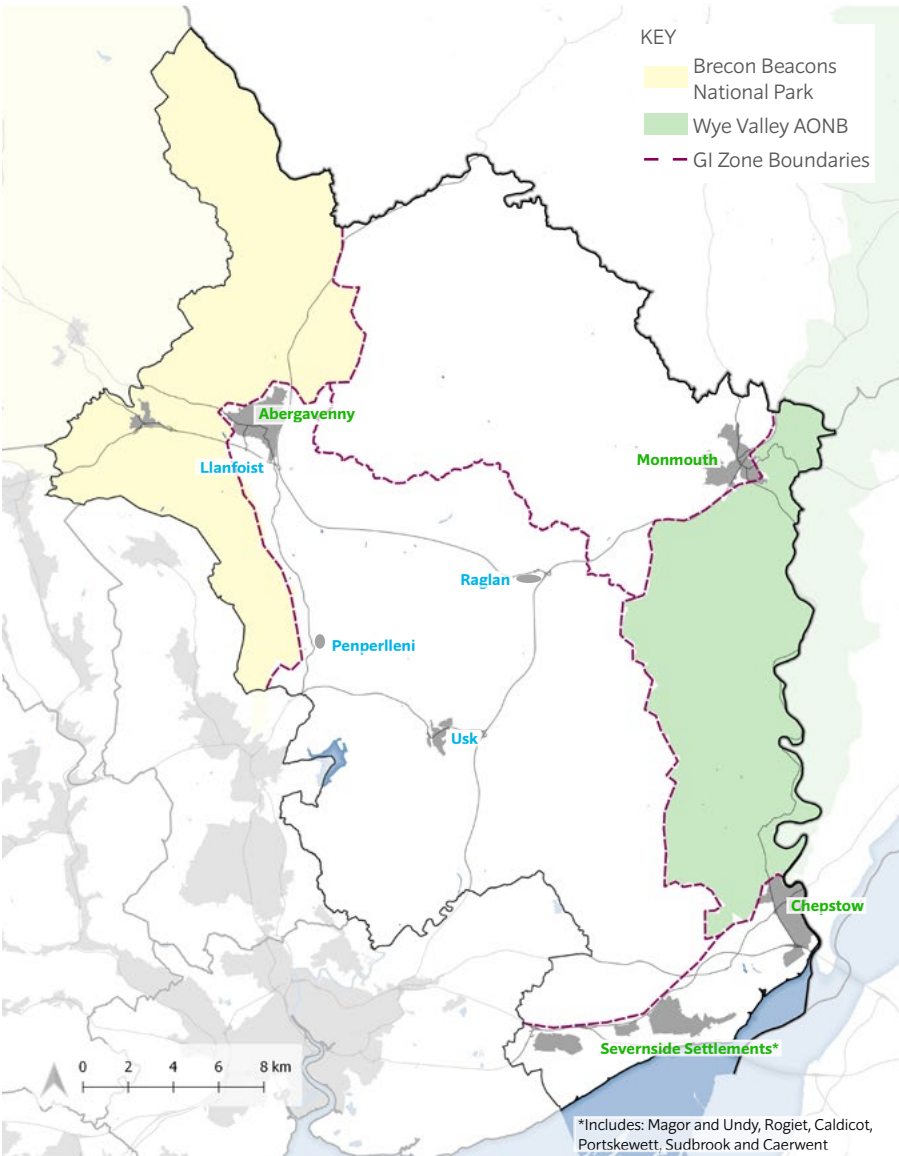 KEY
Brecon Beacons
National Park
Wye Valley AONB
GI Zone Boundaries
Abergavenny
Llanfoist
Monmouth
Raglan
Penperlleni
Usk
Chepstow
Severnside Settlements*
0 2 4 6 8 km
*Includes: Magor and Undy, Rogiet, Caldicot,
Portskewett, Sudbrook and Caerwent